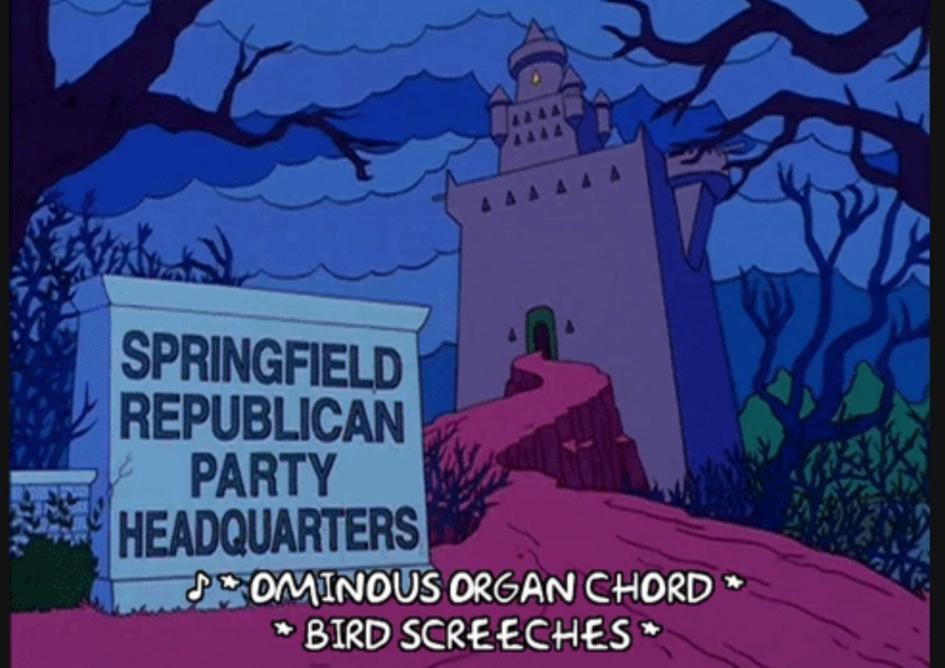 SPRINGFIELD
REPUBLICAN
PARTY
HEADQUARTERS
♪ * OMINOUS ORGAN CHORD *
* BIRD SCREECHES *